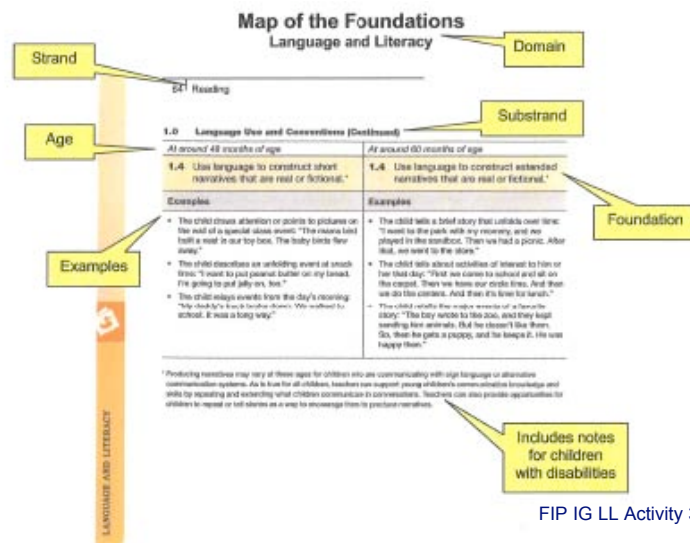 Map of the Foundations
Language and Literacy
Domain
Strand
64 Reading
Substrand
1.0 Language Use and Conventions (Continued)
Age
At around 48 months of age
At around 60 months of age
1.4 Use language to construct short
narratives that are real or fictional.*
1.4 Use language to construct extended
narratives that are real or fictional.*
Foundation
Examples
Examples
Examples
• The child draws attention or points to pictures on
the wall of a special class event: "The mama bird
built a nest in our toy box. The baby birds flew
away."
• The child describes an unfolding event at snack
time: "I want to put peanut butter on my bread.
I'm going to put jelly on, too."
• The child relays events from the day's morning:
"My daddy's truck broke down. We walked to
school. It was a long way."
• The child tells a brief story that unfolds over time:
"I went to the park with my mommy, and we
played in the sandbox. Then we had a picnic. After
that, we went to the store."
• The child tells about activities of interest to him or
her that day: "First we come to school and sit on
the carpet. Then we have our circle time. And then
we do the centers. And then it's time for lunch."
• The child retells the major events of a favorite
story: "The boy wrote to the zoo, and they kept
sending him animals. But he doesn't like them.
So, then he gets a puppy, and he keeps it. He was
happy then."
* Producing narratives may vary at these ages for children who are communicating with sign language or alternative
communication systems. As is true for all children, teachers can support young children's communication knowledge and
skills by repeating and extending what children communicate in conversations. Teachers can also provide opportunities for
children to repeat or tell stories as a way to encourage them to produce narratives.
Includes notes
for children
with disabilities
LANGUAGE AND LITERACY
FIP IG LL Activity